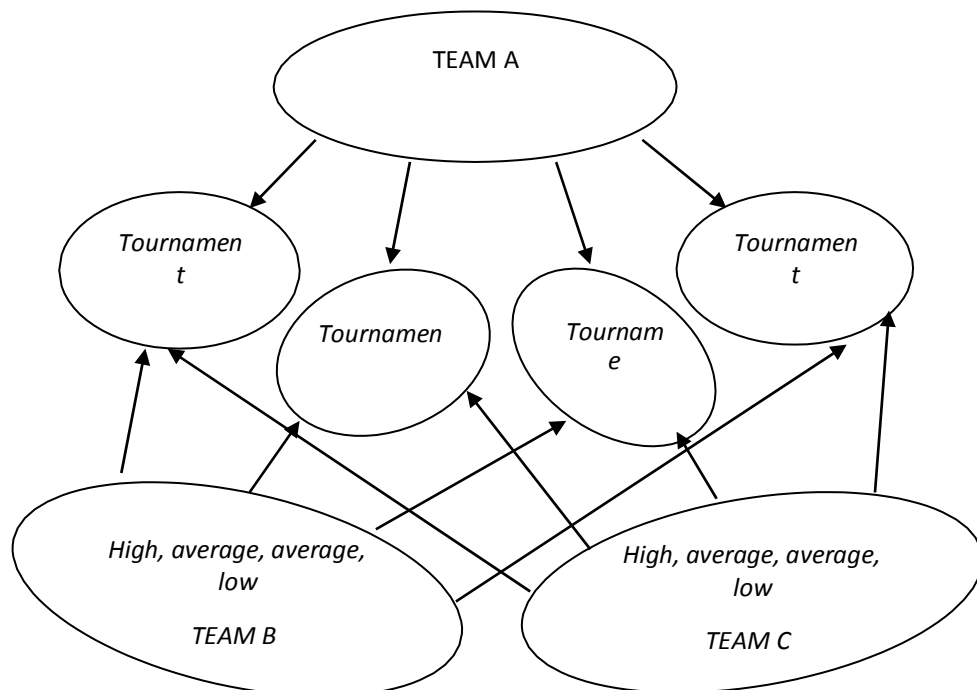 TEAM A
Tournamen
t
Tournamen
t
Tournamen
Tournam
e
High, average, average,
low
TEAM B
High, average, average,
low
TEAM C